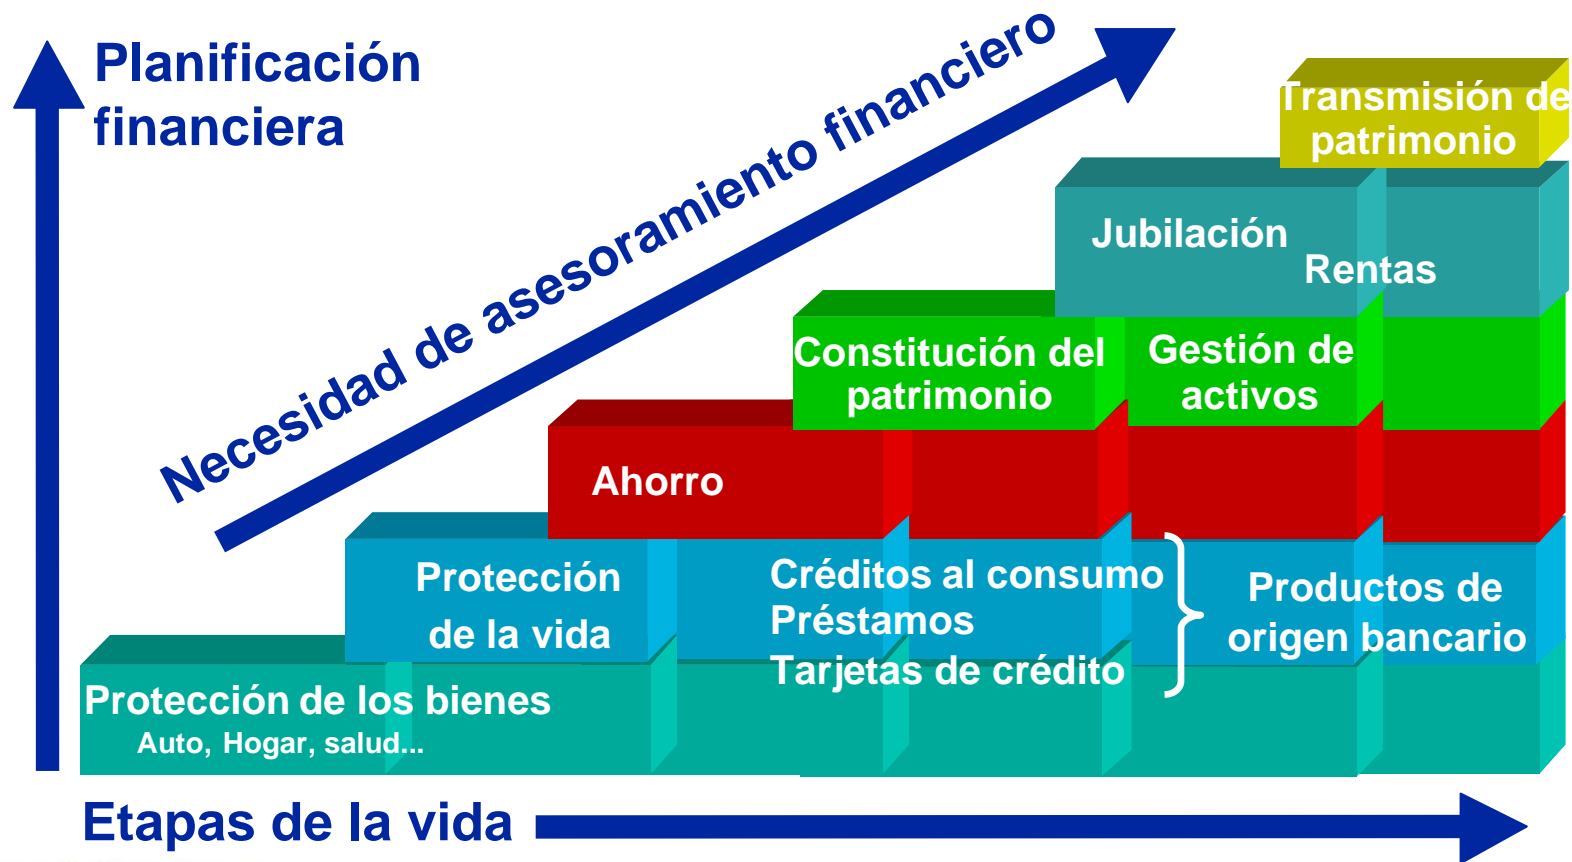 Planificación
financiera
Necesidad de asesoramiento financiero
Transmisión de
patrimonio
Jubilación
Rentas
Constitución del
patrimonio
Gestión de
activos
Ahorro
Protección
de la vida
Créditos al consumo
Préstamos
Tarjetas de crédito
Productos de
origen bancario
Protección de los bienes
Auto, Hogar, salud...
Etapas de la vida